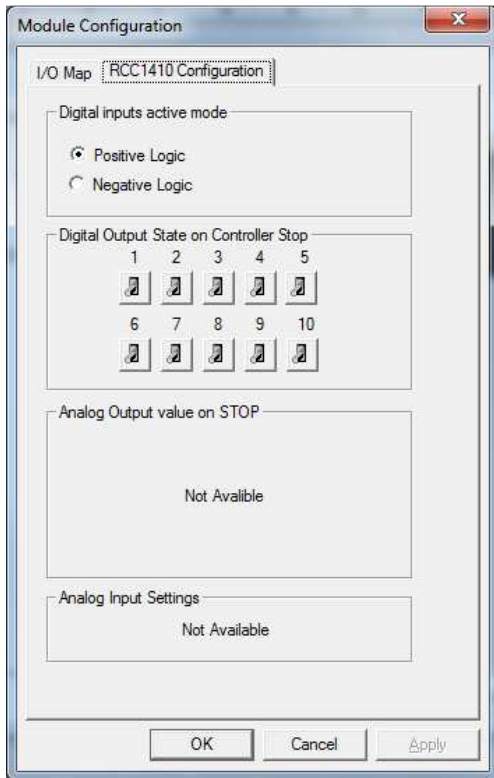 Module Configuration
I/O Map RCC1410 Configuration
Digital inputs active mode
Positive Logic
Negative Logic
Digital Output State on Controller Stop
1 2 3 4 5
6 7 8 9 10
Analog Output value on STOP
Not Avalible
Analog Input Settings
Not Available
OK Cancel Apply